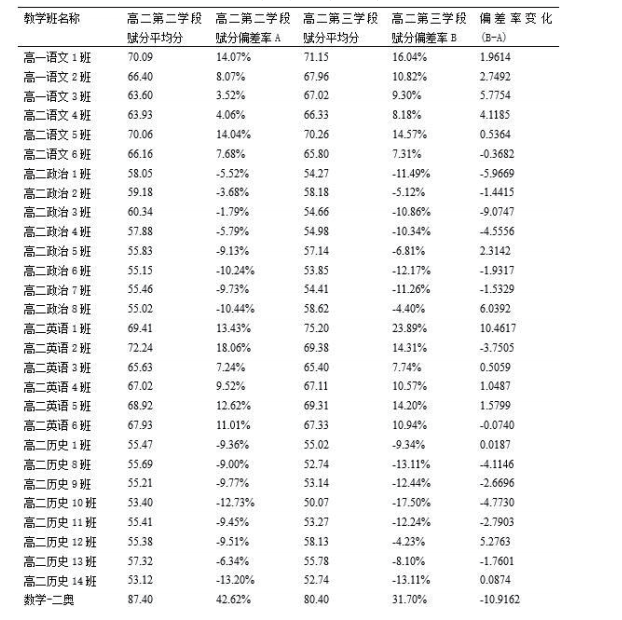 教学班名称 高二第二学段赋分平均分 高二第二学段赋分偏差率 A 高二第三学段赋分平均分 高二第三学段赋分偏差率 B 偏差率变化(B-A)
高一语文 1 班 70.09 14.07% 71.15 16.04% 1.9614
高一语文 2 班 66.40 8.07% 67.96 10.82% 2.7492
高一语文 3 班 63.60 3.52% 67.02 9.30% 5.7754
高二语文 4 班 63.93 4.06% 66.33 8.18% 4.1185
高二语文 5 班 70.06 14.04% 70.26 14.57% 0.5364
高二语文 6 班 66.16 7.68% 65.80 7.31% -0.3682
高二政治 1 班 58.05 -5.52% 54.27 -11.49% -5.9669
高二政治 2 班 59.18 -3.68% 58.18 -5.12% -1.4415
高二政治 3 班 60.34 -1.79% 54.66 -10.86% -9.0747
高二政治 4 班 57.88 -5.79% 54.98 -10.34% -4.5556
高二政治 5 班 55.83 -9.13% 57.14 -6.81% 2.3142
高二政治 6 班 55.15 -10.24% 53.85 -12.17% -1.9317
高二政治 7 班 55.46 -9.73% 54.41 -11.26% -1.5329
高二政治 8 班 55.02 -10.44% 58.62 -4.40% 6.0392
高二英语 1 班 69.41 13.43% 75.20 23.89% 10.4617
高二英语 2 班 72.24 18.06% 69.38 14.31% -3.7505
高二英语 3 班 65.63 7.24% 65.40 7.74% 0.5059
高二英语 4 班 67.02 9.52% 67.11 10.57% 1.0487
高二英语 5 班 68.92 12.62% 69.31 14.20% 1.5799
高二英语 6 班 67.93 11.01% 67.33 10.94% -0.0740
高二历史 1 班 55.47 -9.36% 55.02 -9.34% 0.0187
高二历史 8 班 55.69 -9.00% 52.74 -13.11% -4.1146
高二历史 9 班 55.21 -9.77% 53.14 -12.44% -2.6696
高二历史 10 班 53.40 -12.73% 50.07 -17.50% -4.7730
高二历史 11 班 55.41 -9.45% 53.27 -12.24% -2.7903
高二历史 12 班 55.38 -9.51% 58.13 -4.23% 5.2763
高二历史 13 班 57.32 -6.34% 55.78 -8.10% -1.7601
高二历史 14 班 53.12 -13.20% 52.74 -13.11% 0.0874
数学-二奥 87.40 42.62% 80.40 31.70% -10.9162